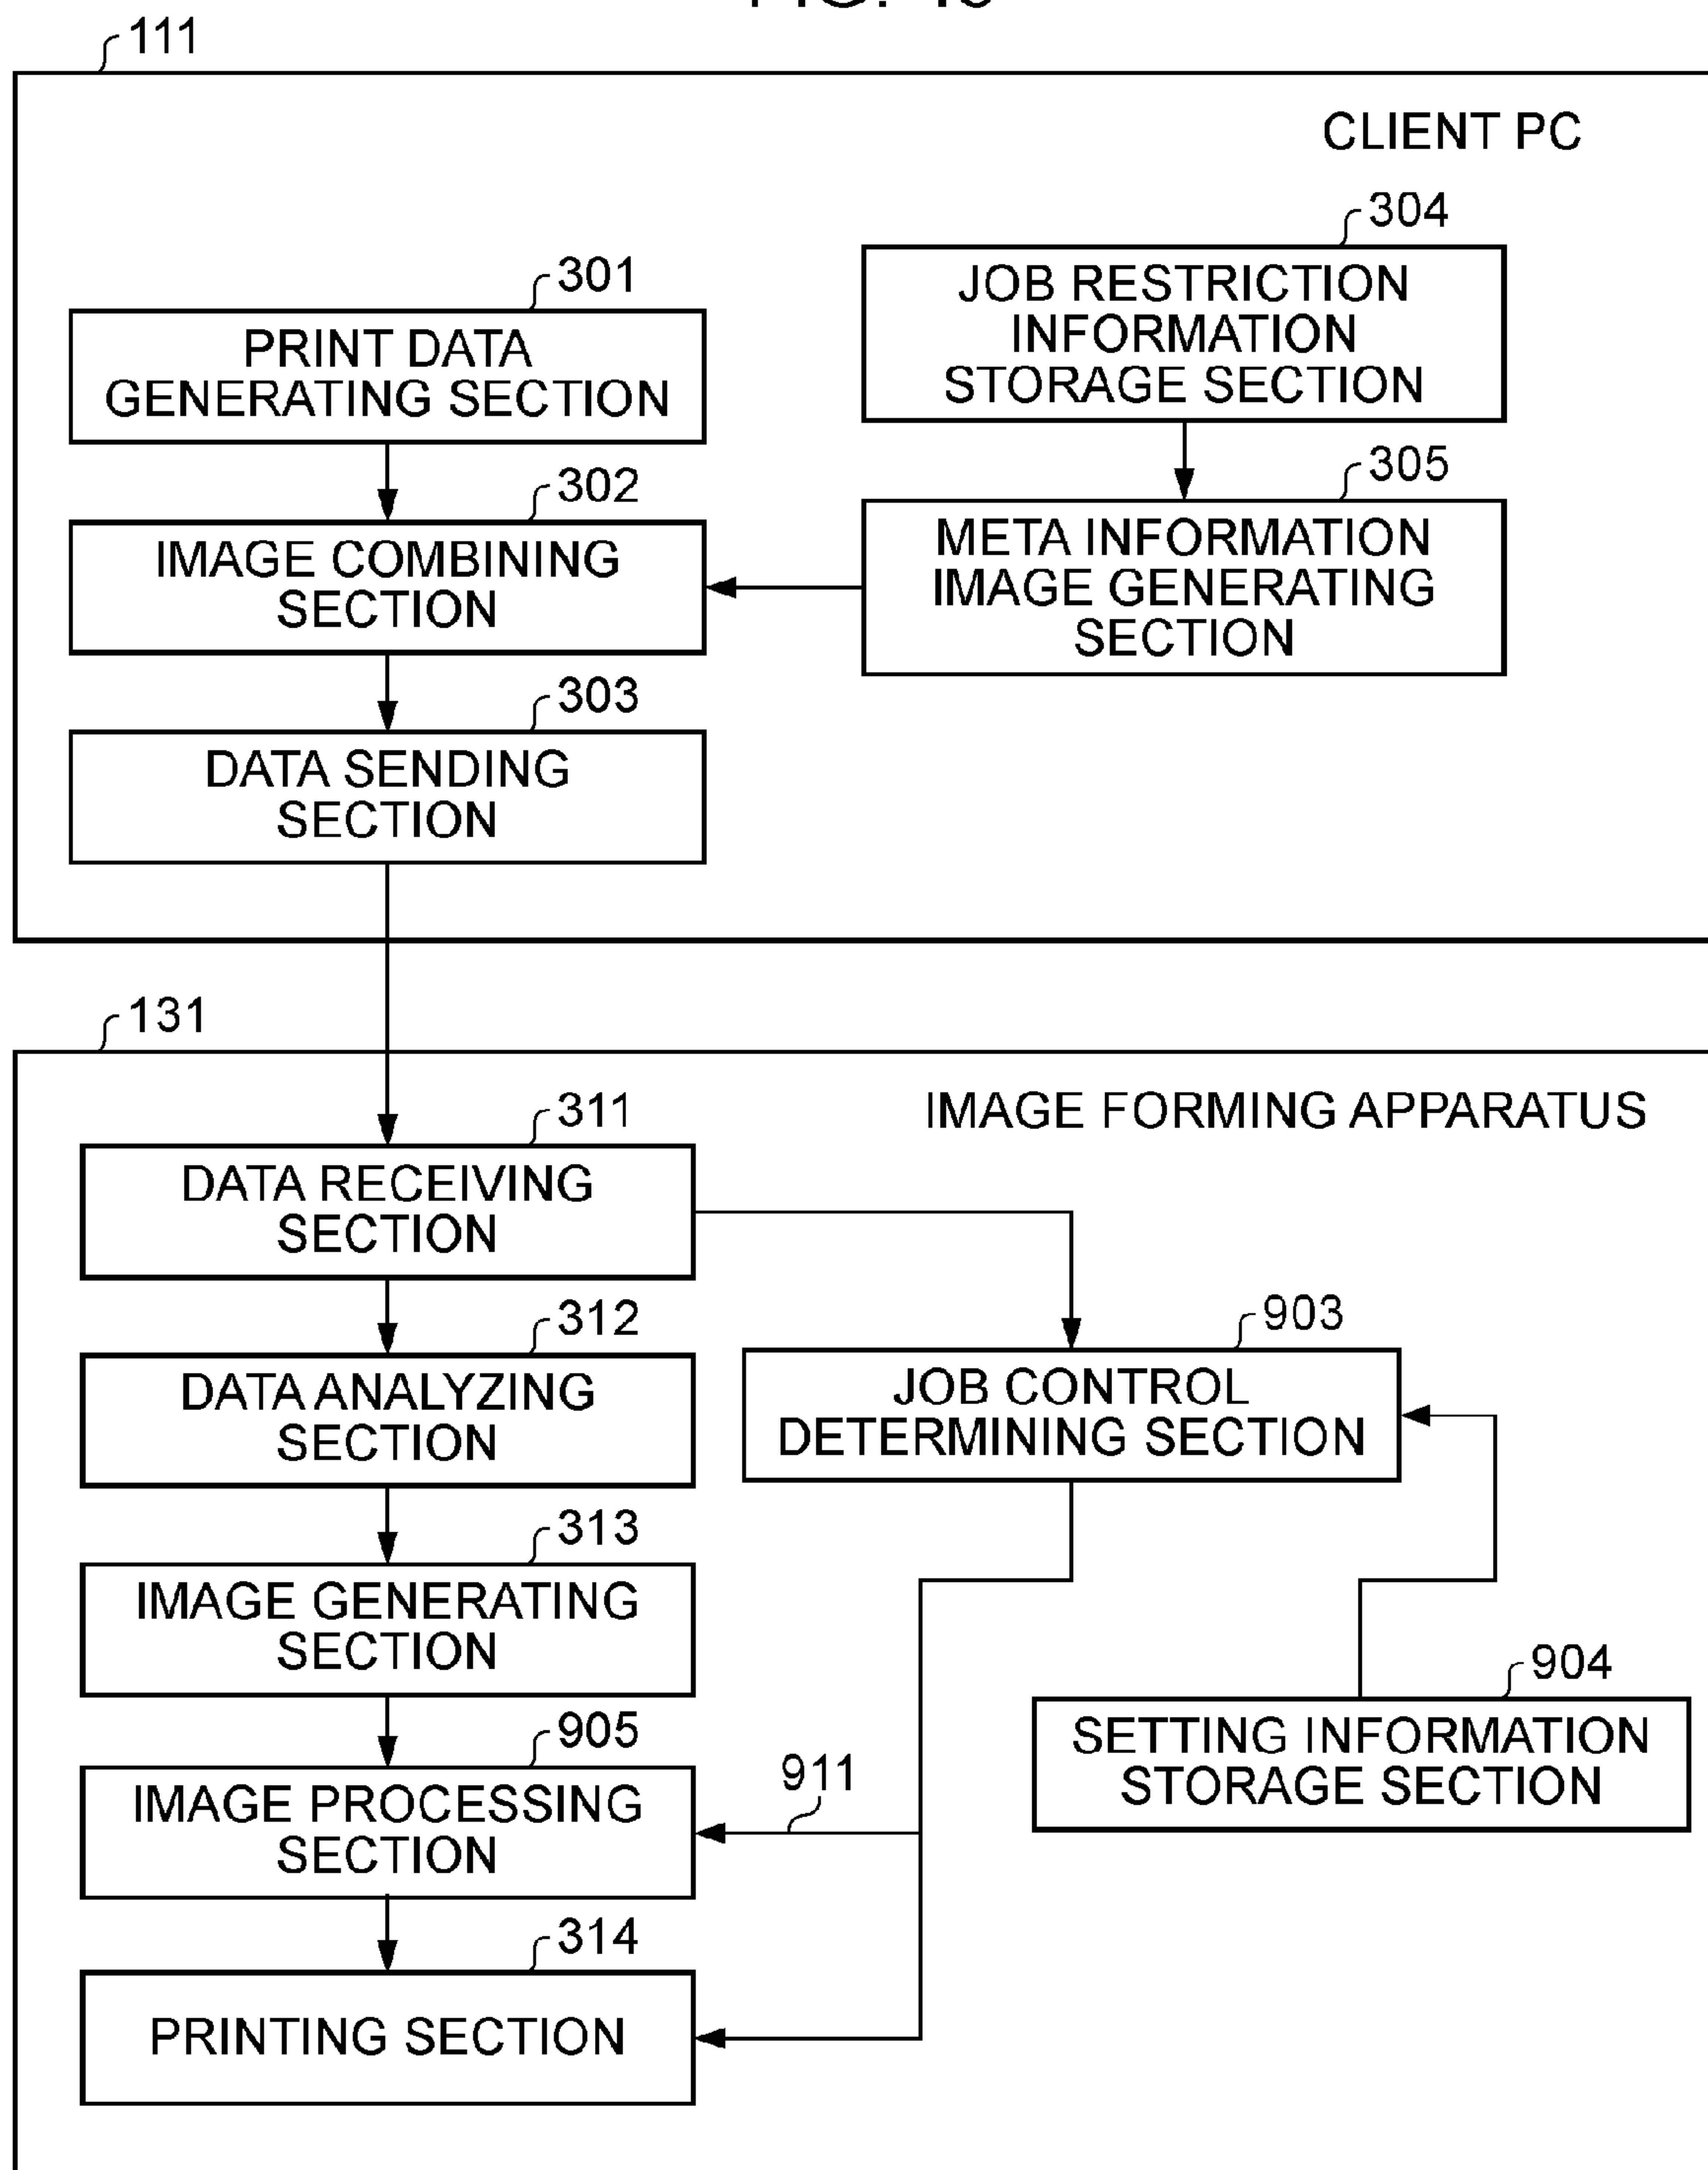 111
CLIENT PC
304
JOB RESTRICTION
INFORMATION
STORAGE SECTION
301
PRINT DATA
GENERATING SECTION
305
META INFORMATION
IMAGE GENERATING
SECTION
302
IMAGE COMBINING
SECTION
303
DATA SENDING
SECTION
131
IMAGE FORMING APPARATUS
311
DATA RECEIVING
SECTION
903
JOB CONTROL
DETERMINING SECTION
312
DATA ANALYZING
SECTION
313
IMAGE GENERATING
SECTION
904
SETTING INFORMATION
STORAGE SECTION
905
IMAGE PROCESSING
SECTION
911
314
PRINTING SECTION